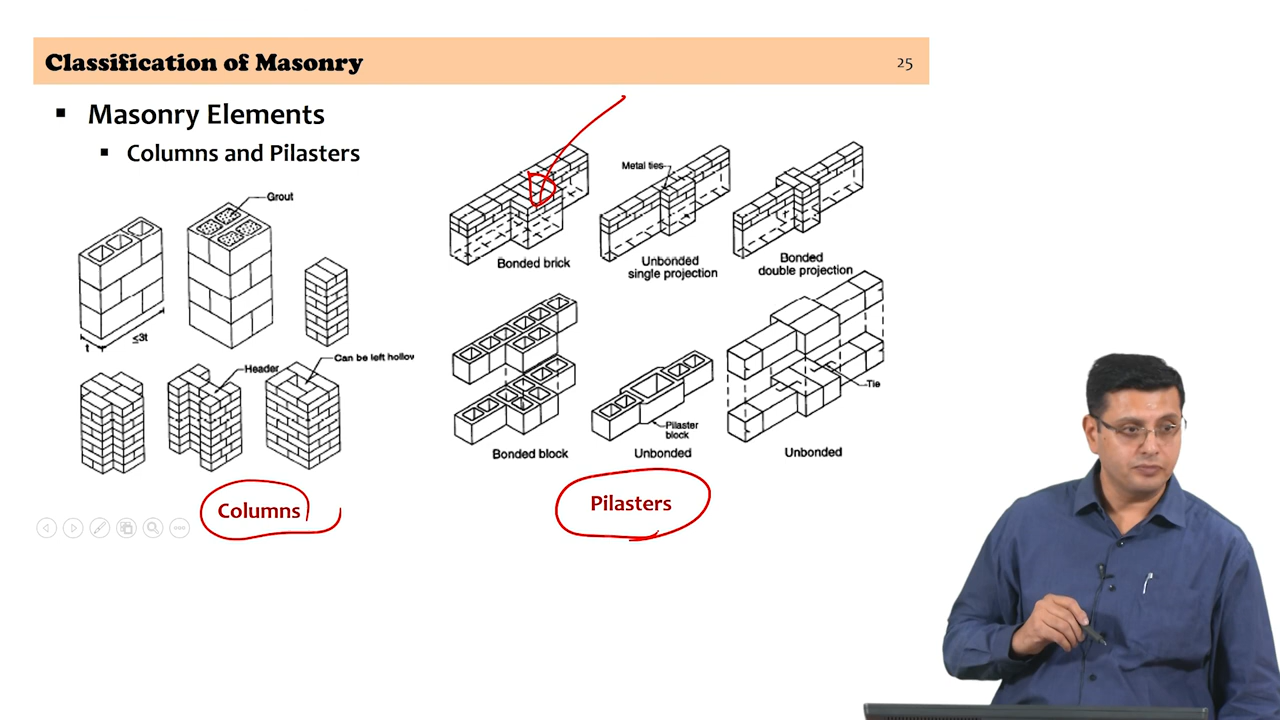 Classification of Masonry
25
Masonry Elements
Columns and Pilasters
Grout
t
≤3t
Header
Can be left hollow
Columns
Metal ties
Bonded brick
Unbonded
single projection
Bonded
double projection
Tie
Pilaster
block
Bonded block
Unbonded
Unbonded
Pilasters